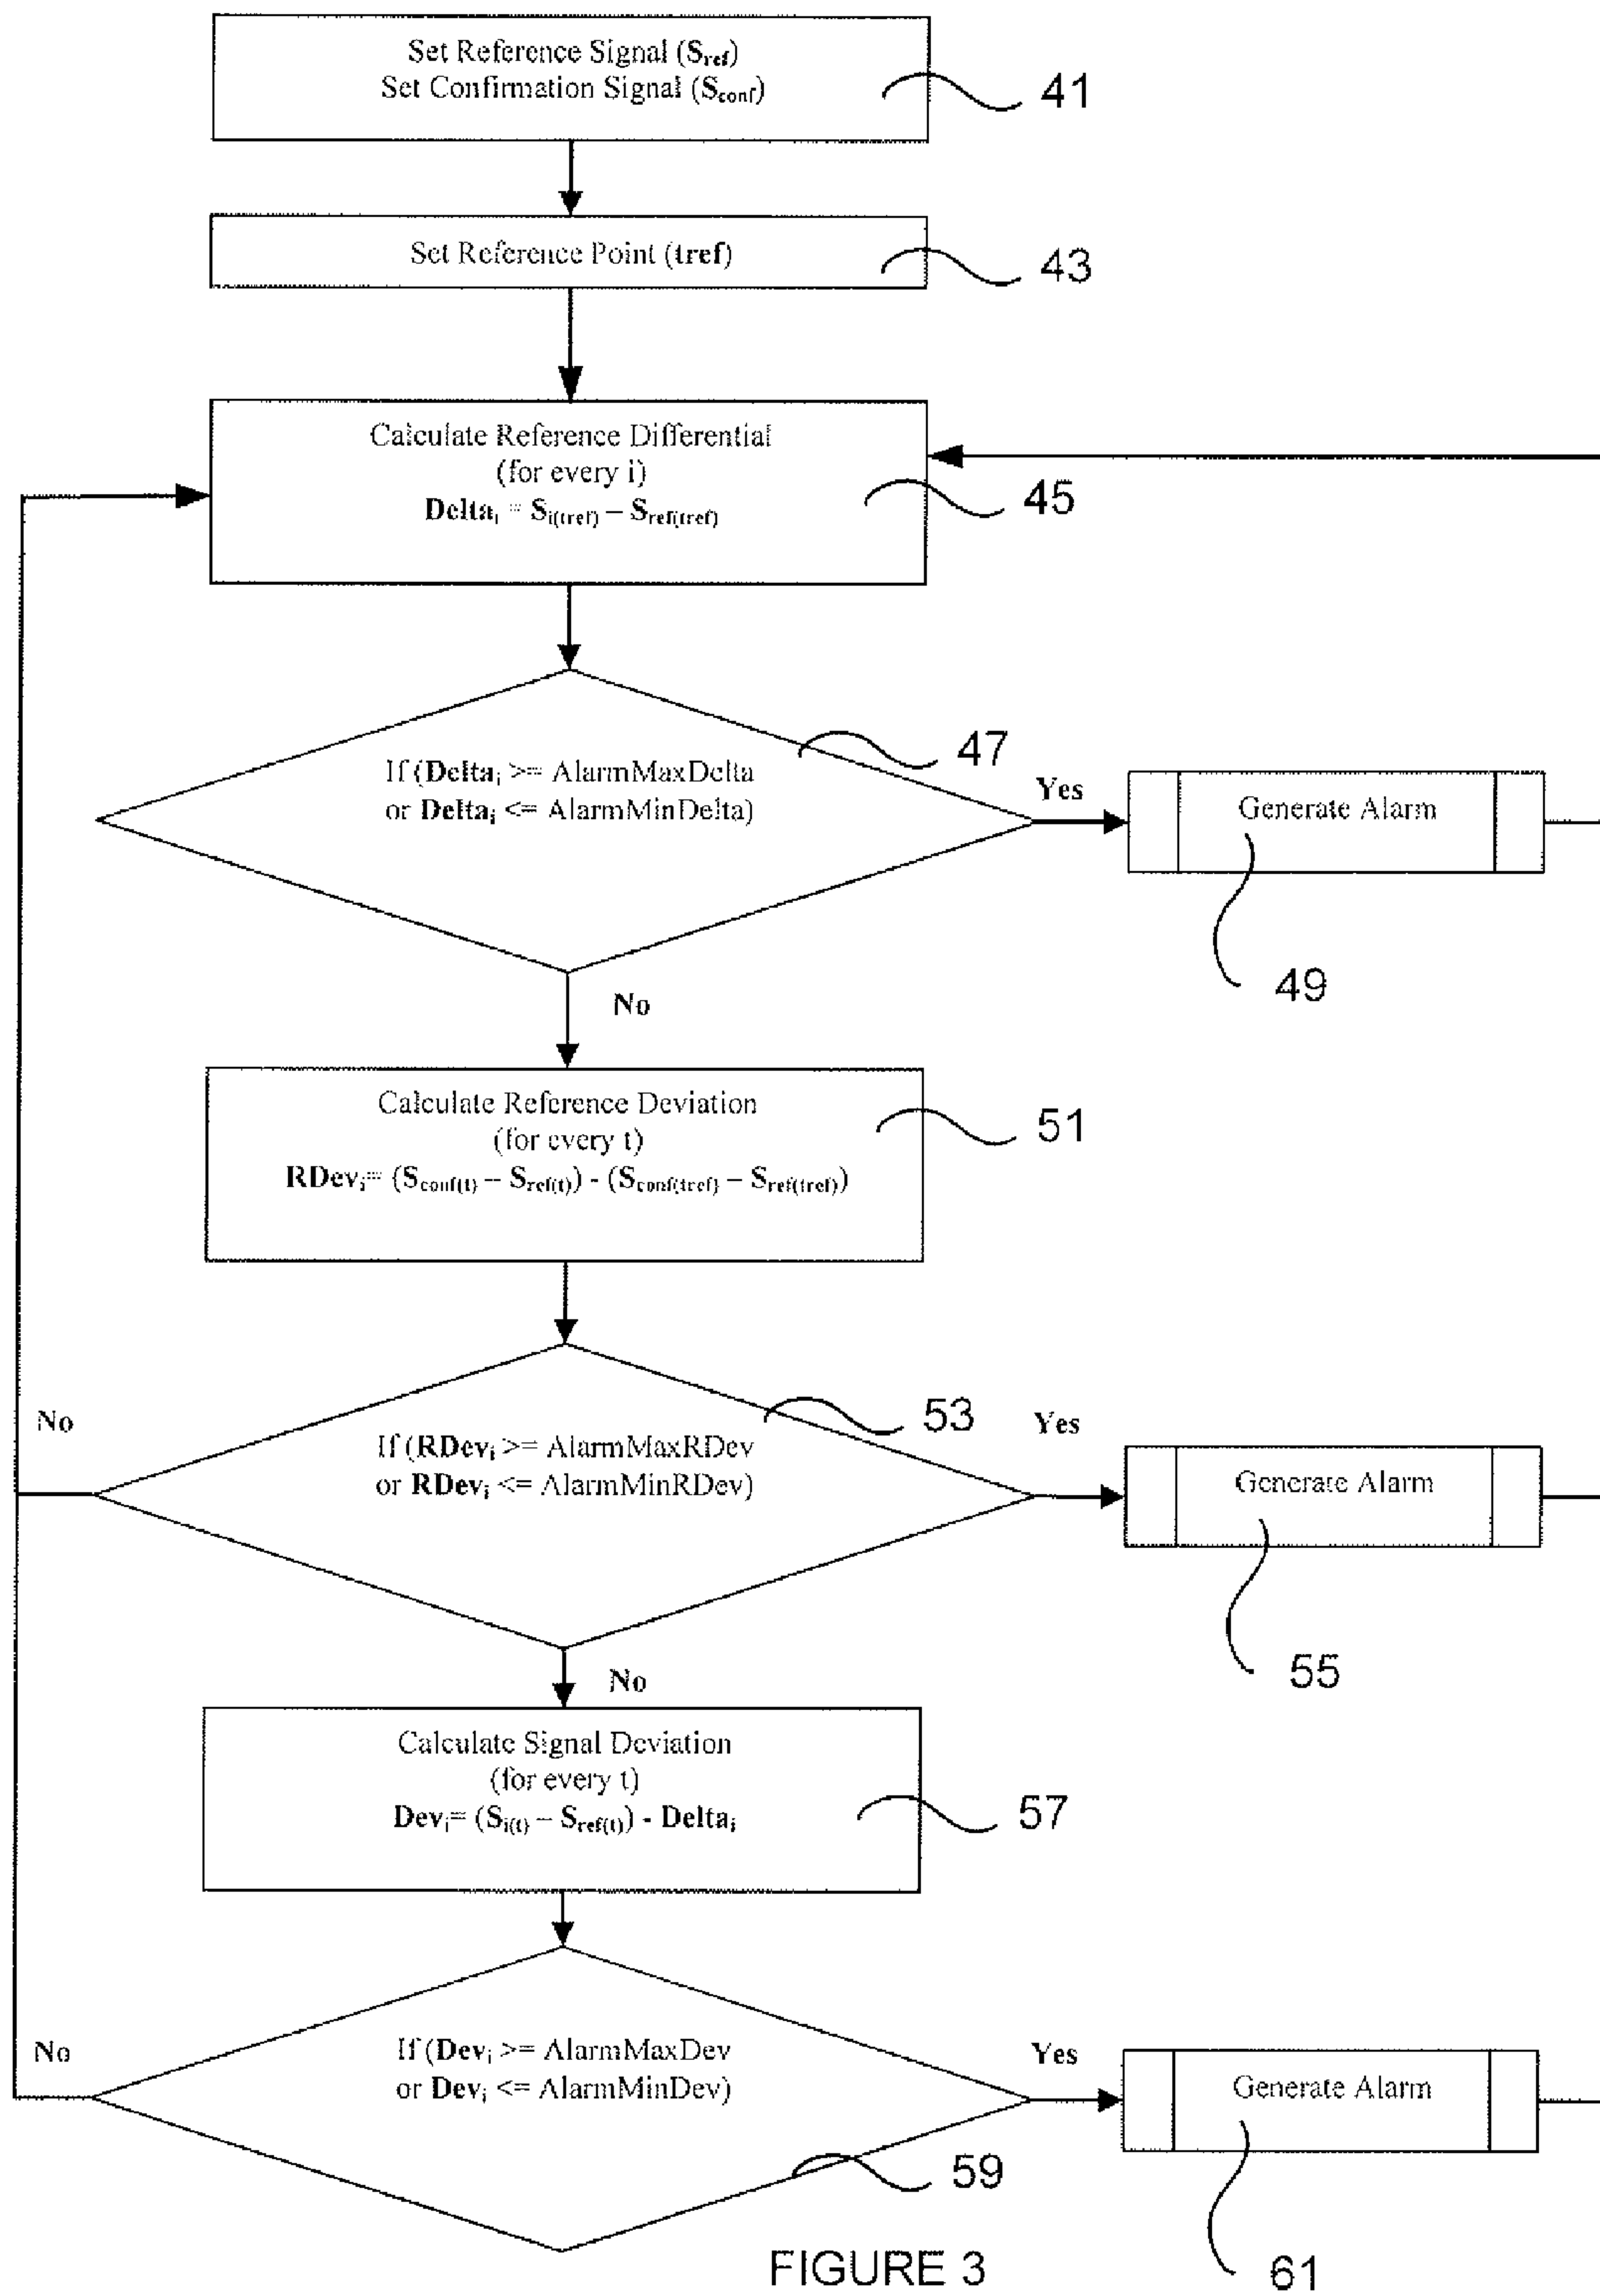 Set Reference Signal (Sref)
Set Confirmation Signal (Sconf)
41
Set Reference Point (tref)
43
Calculate Reference Differential
(for every i)
Deltai = Si(tref) – Sref(tref)
45
If (Deltai >= AlarmMaxDelta
or Deltai <= AlarmMinDelta)
47
Yes
Generate Alarm
49
No
Calculate Reference Deviation
(for every t)
RDevi= (Sconf(t) – Sref(t)) - (Sconf(tref) – Sref(tref))
51
No
If (RDevi >= AlarmMaxRDev
or RDevi <= AlarmMinRDev)
53
Yes
Generate Alarm
55
No
Calculate Signal Deviation
(for every t)
Devi= (Si(t) – Sref(t)) - Deltai
57
No
If (Devi >= AlarmMaxDev
or Devi <= AlarmMinDev)
59
Yes
Generate Alarm
61
FIGURE 3